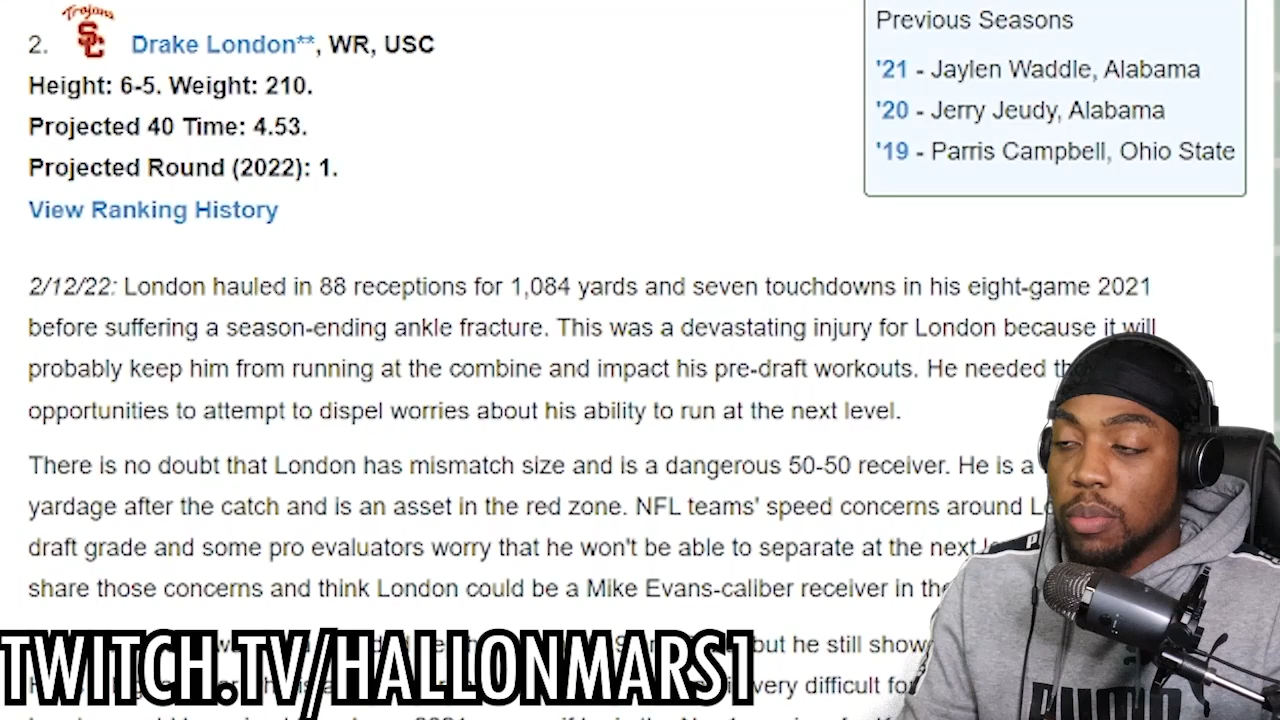 Trojans
SC
2. Drake London**, WR, USC
Height: 6-5. Weight: 210.
Projected 40 Time: 4.53.
Projected Round (2022): 1.
View Ranking History
Previous Seasons
'21 - Jaylen Waddle, Alabama
'20 - Jerry Jeudy, Alabama
'19 - Parris Campbell, Ohio State
2/12/22: London hauled in 88 receptions for 1,084 yards and seven touchdowns in his eight-game 2021
before suffering a season-ending ankle fracture. This was a devastating injury for London because it will
probably keep him from running at the combine and impact his pre-draft workouts. He needed
opportunities to attempt to dispel worries about his ability to run at the next level.
There is no doubt that London has mismatch size and is a dangerous 50-50 receiver. He is a
yardage after the catch and is an asset in the red zone. NFL teams' speed concerns around
draft grade and some pro evaluators worry that he won't be able to separate at the next
share those concerns and think London could be a Mike Evans-caliber receiver in the
but he still
very difficult
TWITCH.TV/HALLONMARS1
PUMA